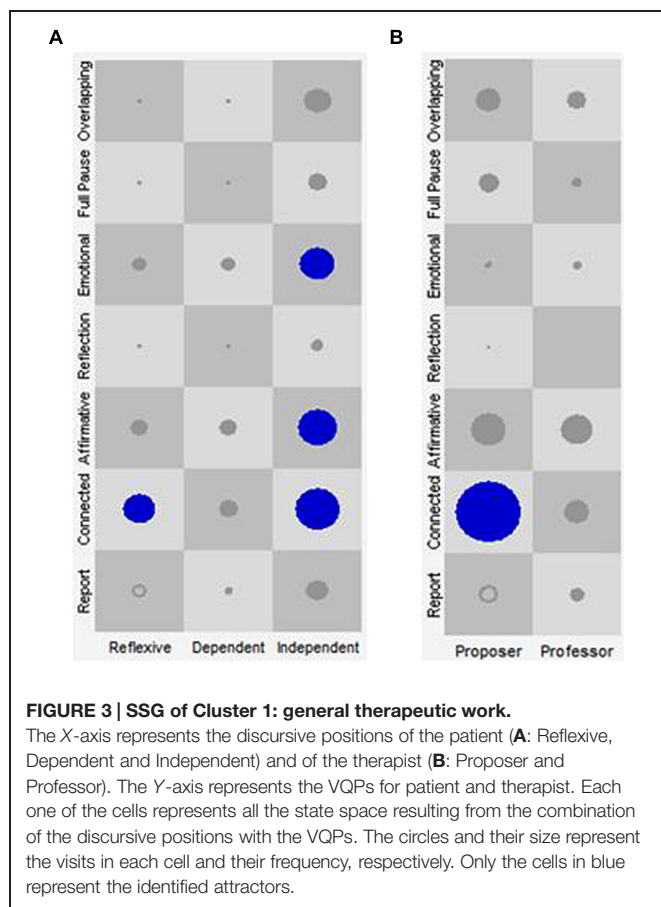 A
B
Overlapping
Full Pause
Emotional
Reflection
Affirmative
Connected
Report
Reflexive Dependent Independent
Overlapping
Full Pause
Emotional
Reflection
Affirmative
Connected
Report
Proposer Professor
FIGURE 3 | SSG of Cluster 1: general therapeutic work.
The X-axis represents the discursive positions of the patient (A: Reflexive,
Dependent and Independent) and of the therapist (B: Proposer and
Professor). The Y-axis represents the VQPs for patient and therapist. Each
one of the cells represents all the state space resulting from the combination
of the discursive positions with the VQPs. The circles and their size represent
the visits in each cell and their frequency, respectively. Only the cells in blue
represent the identified attractors.